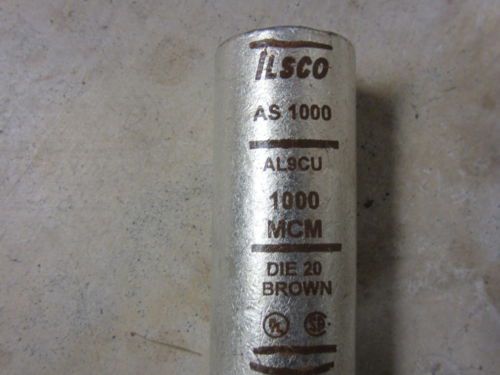 ILSCO
AS 1000
AL9CU
1000
MCM
DIE 20
BROWN